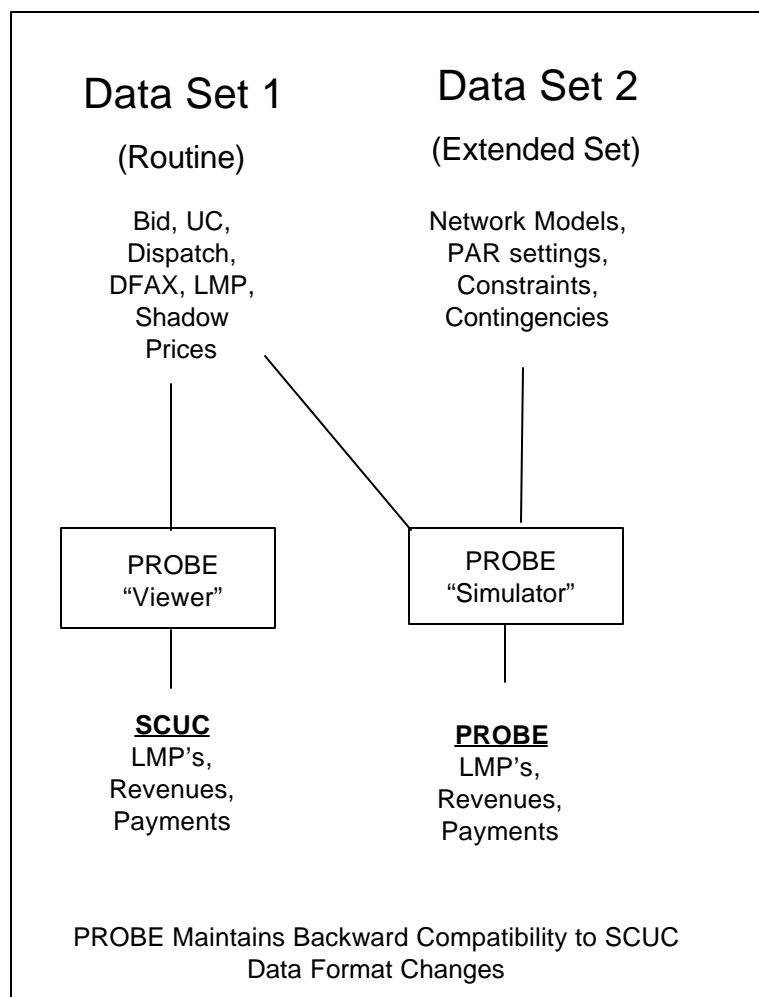 Data Set 1
(Routine)
Bid, UC,
Dispatch,
DFAX, LMP,
Shadow
Prices
Data Set 2
(Extended Set)
Network Models,
PAR settings,
Constraints,
Contingencies
PROBE
“Viewer”
PROBE
“Simulator”
SCUC
LMP’s,
Revenues,
Payments
PROBE
LMP’s,
Revenues,
Payments
PROBE Maintains Backward Compatibility to SCUC
Data Format Changes